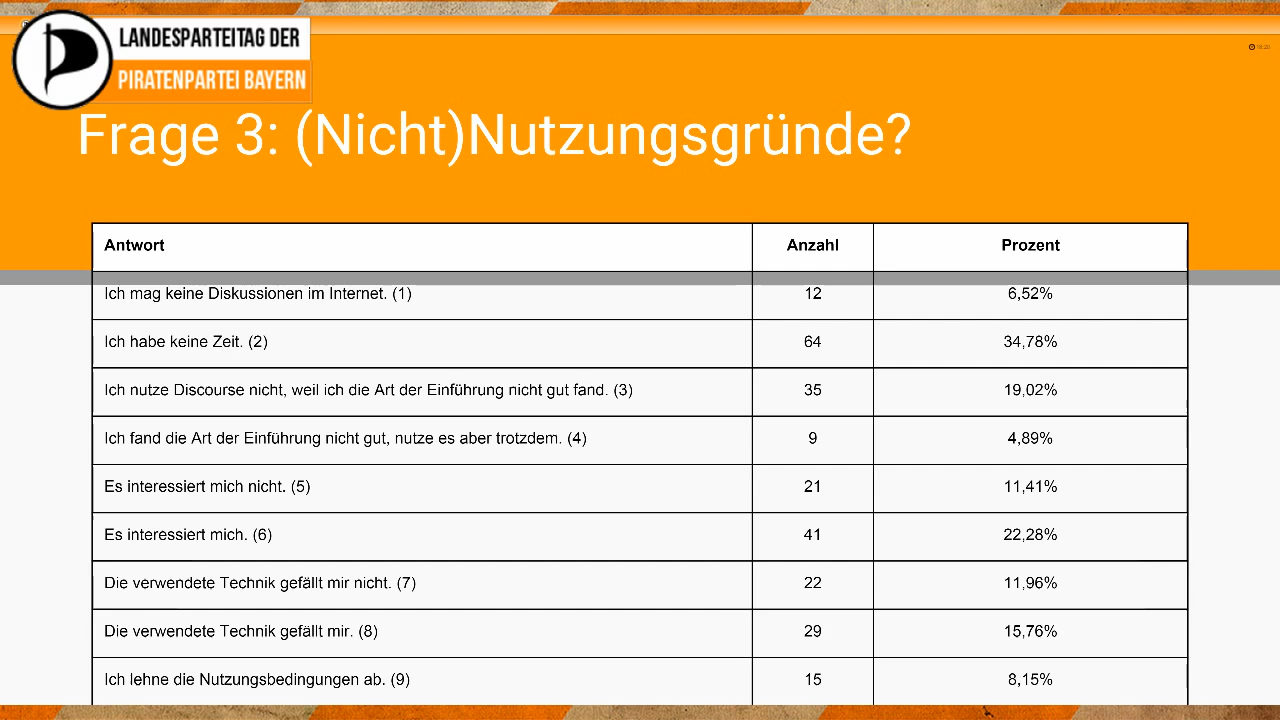 LANDESPARTEITAG DER
PIRATENPARTEI BAYERN
Frage 3: (Nicht)Nutzungsgründe?
Antwort Anzahl Prozent
Ich mag keine Diskussionen im Internet. (1) 12 6,52%
Ich habe keine Zeit. (2) 64 34,78%
Ich nutze Discourse nicht, weil ich die Art der Einführung nicht gut fand. (3) 35 19,02%
Ich fand die Art der Einführung nicht gut, nutze es aber trotzdem. (4) 9 4,89%
Es interessiert mich nicht. (5) 21 11,41%
Es interessiert mich. (6) 41 22,28%
Die verwendete Technik gefällt mir nicht. (7) 22 11,96%
Die verwendete Technik gefällt mir. (8) 29 15,76%
Ich lehne die Nutzungsbedingungen ab. (9) 15 8,15%